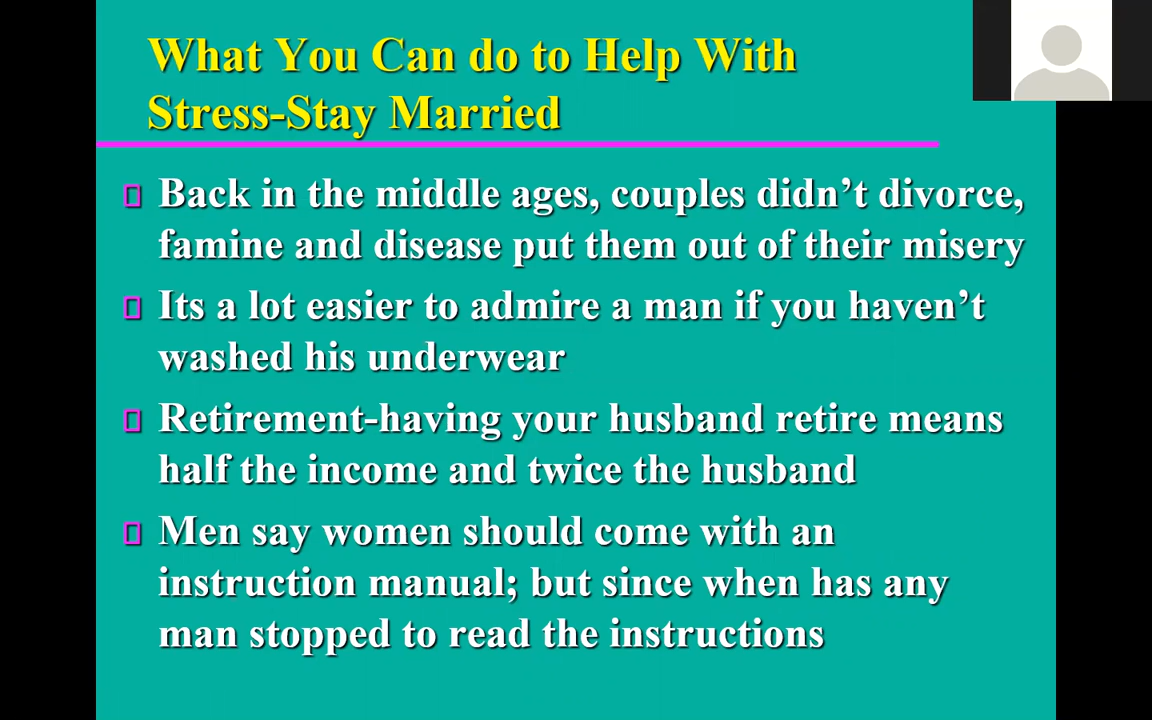 What You Can do to Help With
Stress-Stay Married
Back in the middle ages, couples didn’t divorce,
famine and disease put them out of their misery
Its a lot easier to admire a man if you haven’t
washed his underwear
Retirement-having your husband retire means
half the income and twice the husband
Men say women should come with an
instruction manual; but since when has any
man stopped to read the instructions